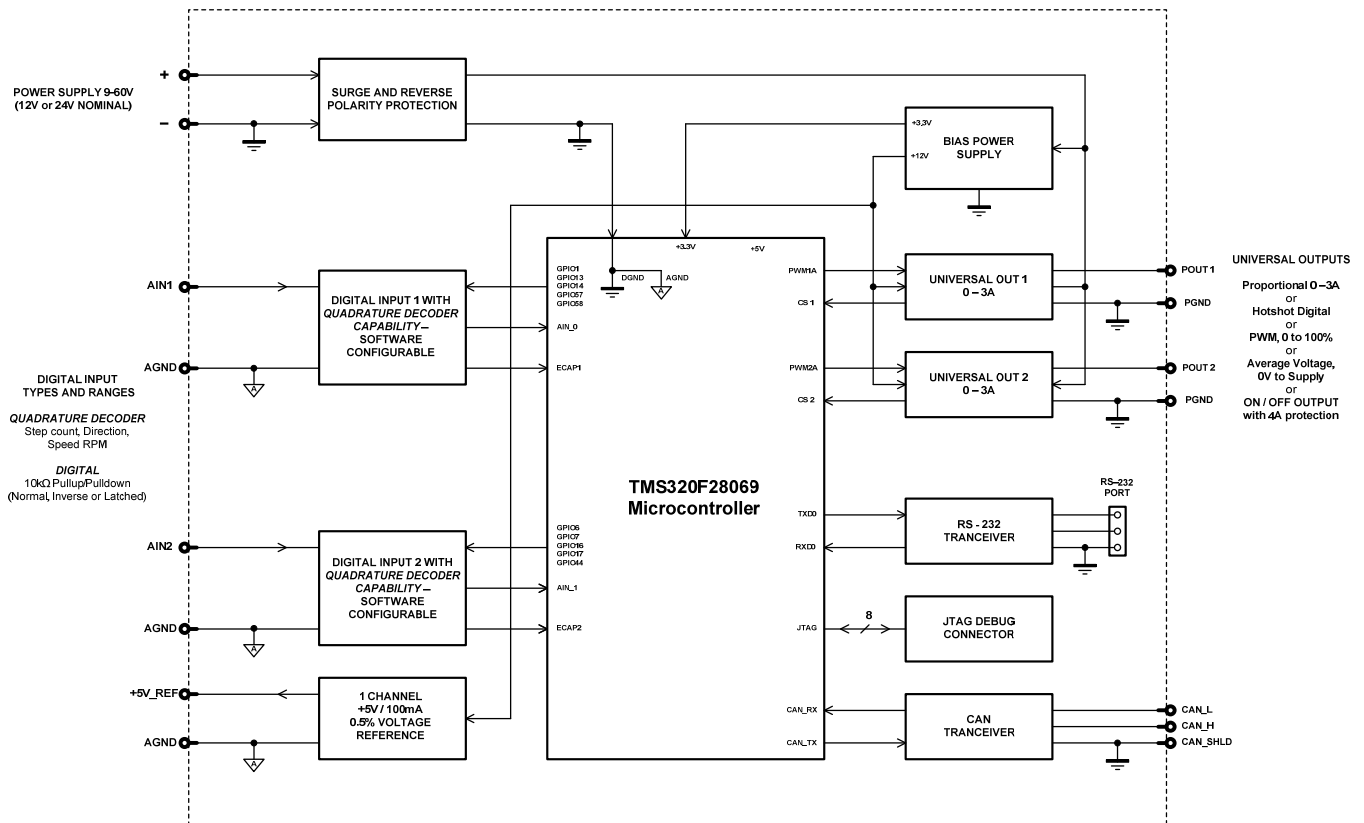 +
POWER SUPPLY 9-60V
(12V or 24V NOMINAL)
–
SURGE AND REVERSE
POLARITY PROTECTION
+3.3V
+12V
BIAS POWER
SUPPLY
AIN1
AGND
A
DIGITAL INPUT 1 WITH
QUADRATURE DECODER
CAPABILITY –
SOFTWARE
CONFIGURABLE
DIGITAL INPUT
TYPES AND RANGES
QUADRATURE DECODER
Step count, Direction,
Speed RPM
DIGITAL
10kΩ Pullup/Pulldown
(Normal, Inverse or Latched)
AIN2
AGND
A
DIGITAL INPUT 2 WITH
QUADRATURE DECODER
CAPABILITY –
SOFTWARE
CONFIGURABLE
+5V_REF
AGND
A
1 CHANNEL
+5V / 100mA
0.5% VOLTAGE
REFERENCE
+3.3V
+5V
GPIO1
GPIO13
GPIO14
GPIO57
GPIO58
DGND
AGND
A
AIN_0
ECAP1
TMS320F28069
Microcontroller
GPIO6
GPIO7
GPIO16
GPIO17
GPIO44
AIN_1
ECAP2
PWM1A
CS 1
PWM2A
CS 2
TXD0
RXD0
JTAG
CAN_RX
CAN_TX
8
UNIVERSAL OUT 1
0 – 3A
UNIVERSAL OUT 2
0 – 3A
RS - 232
TRANCEIVER
RS–232
PORT
JTAG DEBUG
CONNECTOR
CAN
TRANCEIVER
POUT 1
PGND
POUT 2
PGND
CAN_L
CAN_H
CAN_SHLD
UNIVERSAL OUTPUTS
Proportional 0 – 3A
or
Hotshot Digital
or
PWM, 0 to 100%
or
Average Voltage,
0V to Supply
or
ON / OFF OUTPUT
with 4A protection